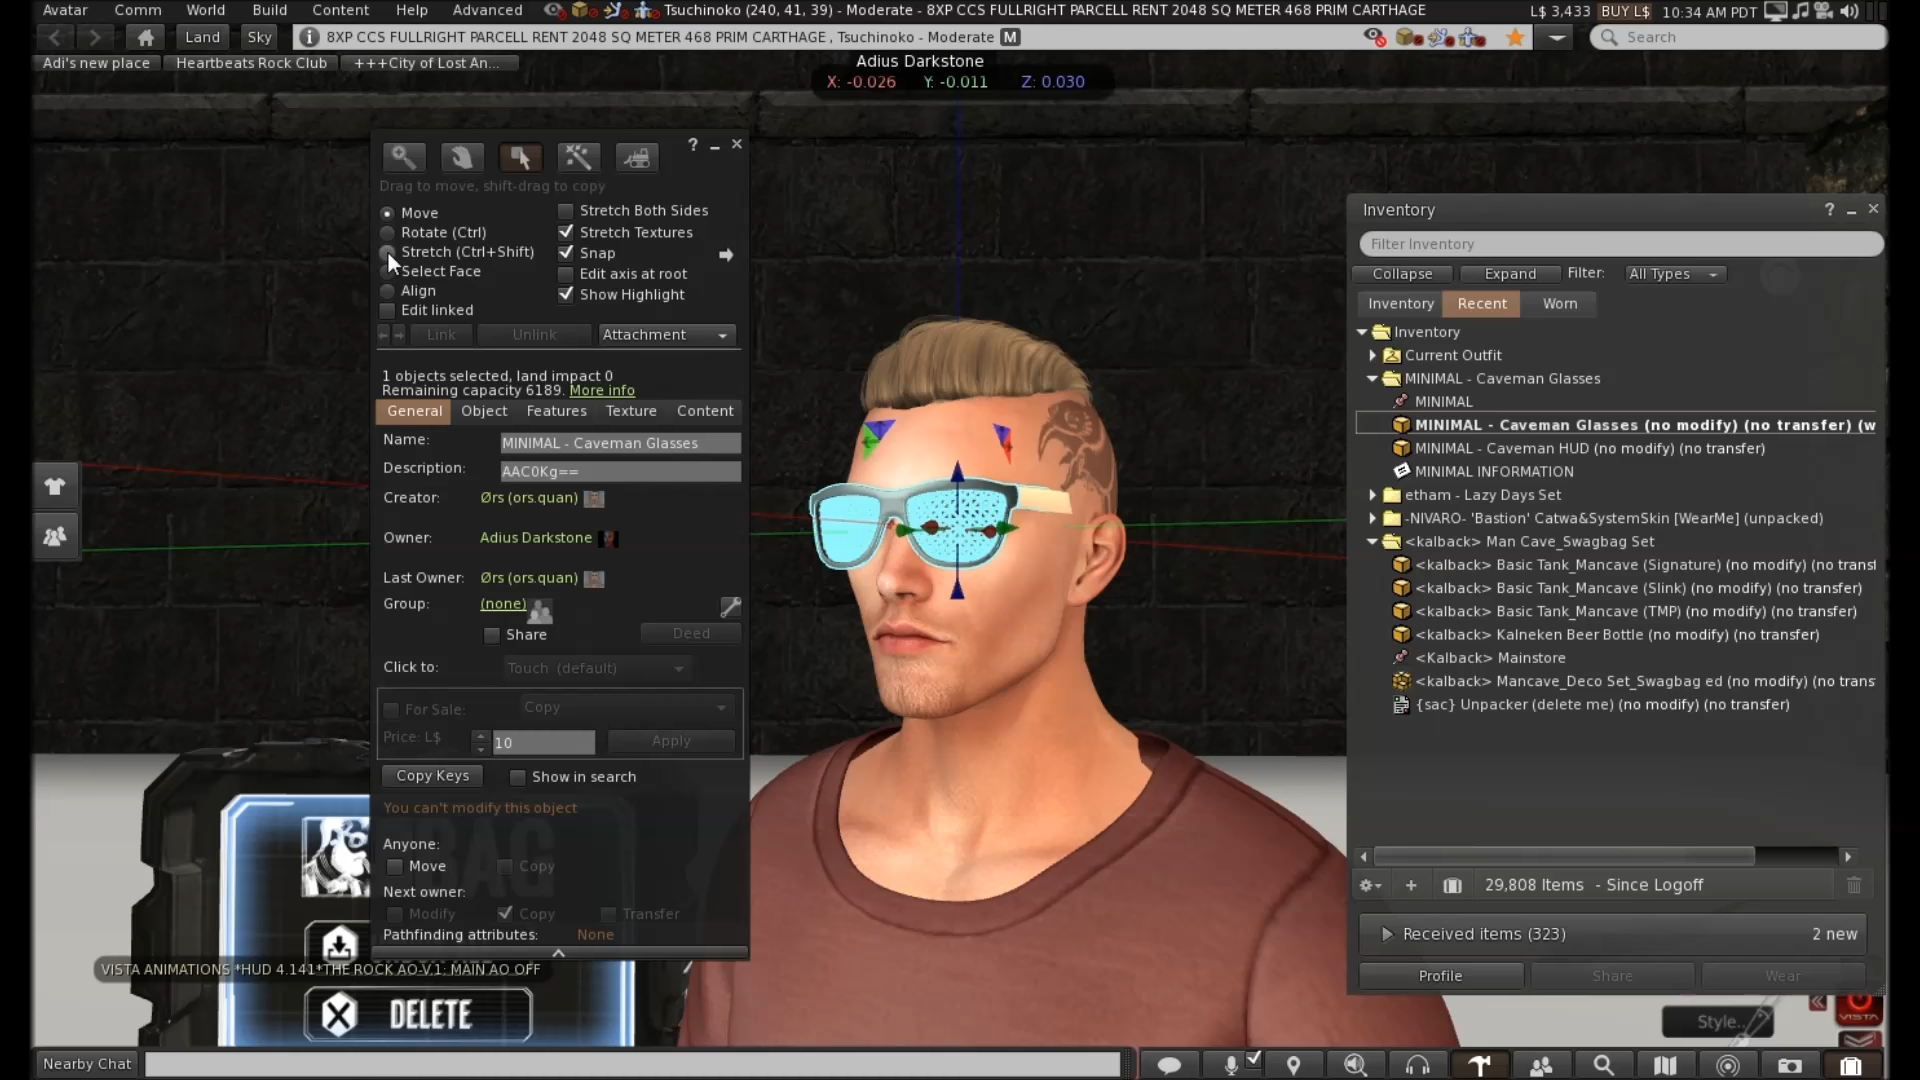 Avatar Comm World Build Content Help Advanced Tsuchinoko (240, 41, 39) - Moderate - 8XP CCS FULLRIGHT PARCELL RENT 2048 SQ METER 468 PRIM CARTHAGE L$ 3,433 BUY L$ 10:34 AM PDT
Land Sky 8XP CCS FULLRIGHT PARCELL RENT 2048 SQ METER 468 PRIM CARTHAGE , Tsuchinoko - Moderate M Search
Adi's new place Heartbeats Rock Club +++City of Lost An...
Adius Darkstone
X: -0.026 Y: -0.011 Z: 0.030
Drag to move, shift-drag to copy
Move
Rotate (Ctrl)
Stretch (Ctrl+Shift)
Select Face
Align
Edit linked
Stretch Both Sides
Stretch Textures
Snap
Edit axis at root
Show Highlight
Link Unlink Attachment
1 objects selected, land impact 0
Remaining capacity 6189. More info
General Object Features Texture Content
Name: MINIMAL - Caveman Glasses
Description: AAC0Kg==
Creator: Ørs (ors.quan)
Owner: Adius Darkstone
Last Owner: Ørs (ors.quan)
Group: (none)
Share Deed
Click to: Touch (default)
For Sale: Copy
Price: L$ 10 Apply
Copy Keys Show in search
You can't modify this object
Anyone:
Move Copy
Next owner:
Modify Copy Transfer
Pathfinding attributes: None
VISTA ANIMATIONS *HUD 4.141*THE ROCK AO-V.1: MAIN AO OFF
DELETE
Inventory
Filter Inventory
Collapse Expand Filter: All Types
Inventory Recent Worn
Inventory
Current Outfit
MINIMAL - Caveman Glasses
MINIMAL
MINIMAL - Caveman Glasses (no modify) (no transfer) (w
MINIMAL - Caveman HUD (no modify) (no transfer)
MINIMAL INFORMATION
etham - Lazy Days Set
-NIVARO- 'Bastion' Catwa&SystemSkin [WearMe] (unpacked)
<kalback> Man Cave_Swagbag Set
<kalback> Basic Tank_Mancave (Signature) (no modify) (no transf
<kalback> Basic Tank_Mancave (Slink) (no modify) (no transfer)
<kalback> Basic Tank_Mancave (TMP) (no modify) (no transfer)
<kalback> Kalneken Beer Bottle (no modify) (no transfer)
<Kalback> Mainstore
<kalback> Mancave_Deco Set_Swagbag ed (no modify) (no trans
{sac} Unpacker (delete me) (no modify) (no transfer)
29,808 Items - Since Logoff
Received items (323) 2 new
Profile Share Wear
Style..
VISTA
Nearby Chat